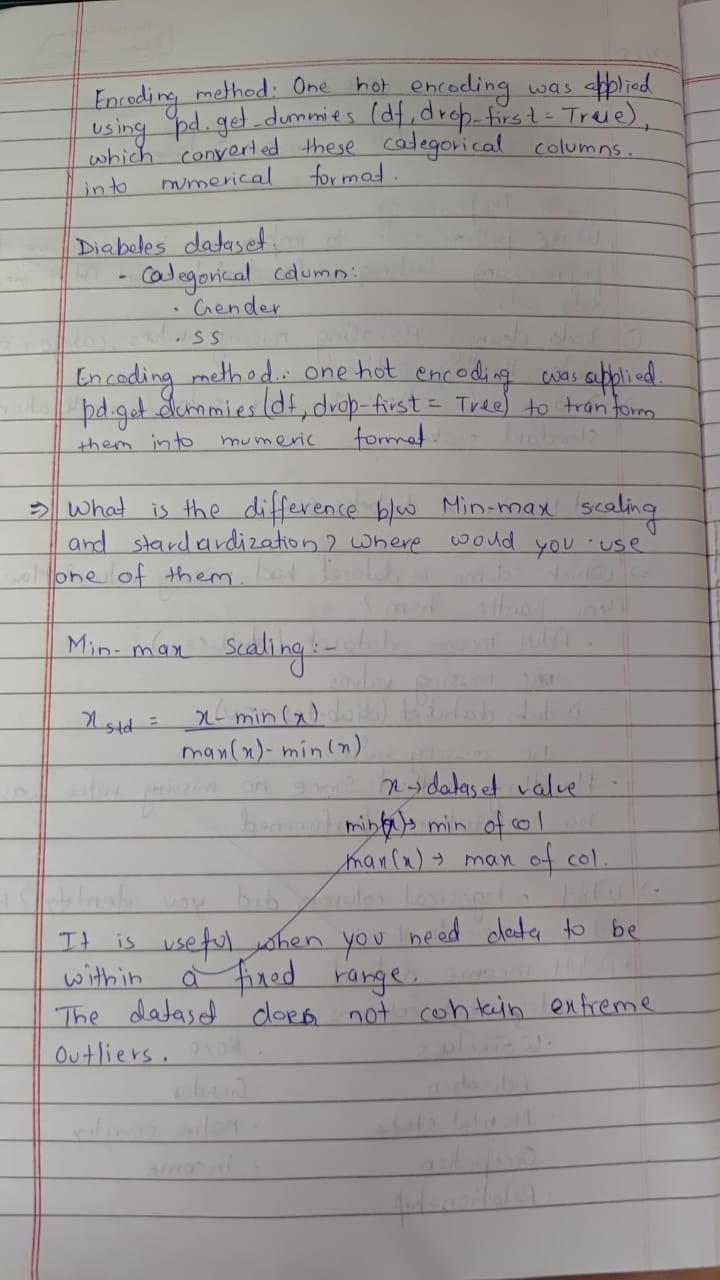 Encoding method: One hot encoding was applied
using pd.get_dummies (df, drop_first = True),
which converted these categorical columns.
into numerical format.
Diabetes dataset.
- Categorical column:
. Gender
. SS
Encoding method.: one hot encoding was applied.
pd.get dummies (df, drop-first = True) to tranform
them into numeric format.
⇒ What is the difference b/w Min-max scaling
and stardardization? where would you use
one of them.
Min-max scaling:-
x std = x - min(x)
max(x) - min(x)
x → dataset value
min(x) → min of col
max(x) → max of col.
It is useful when you need data to be
within a fixed range.
The dataset does not contain extreme
outliers.